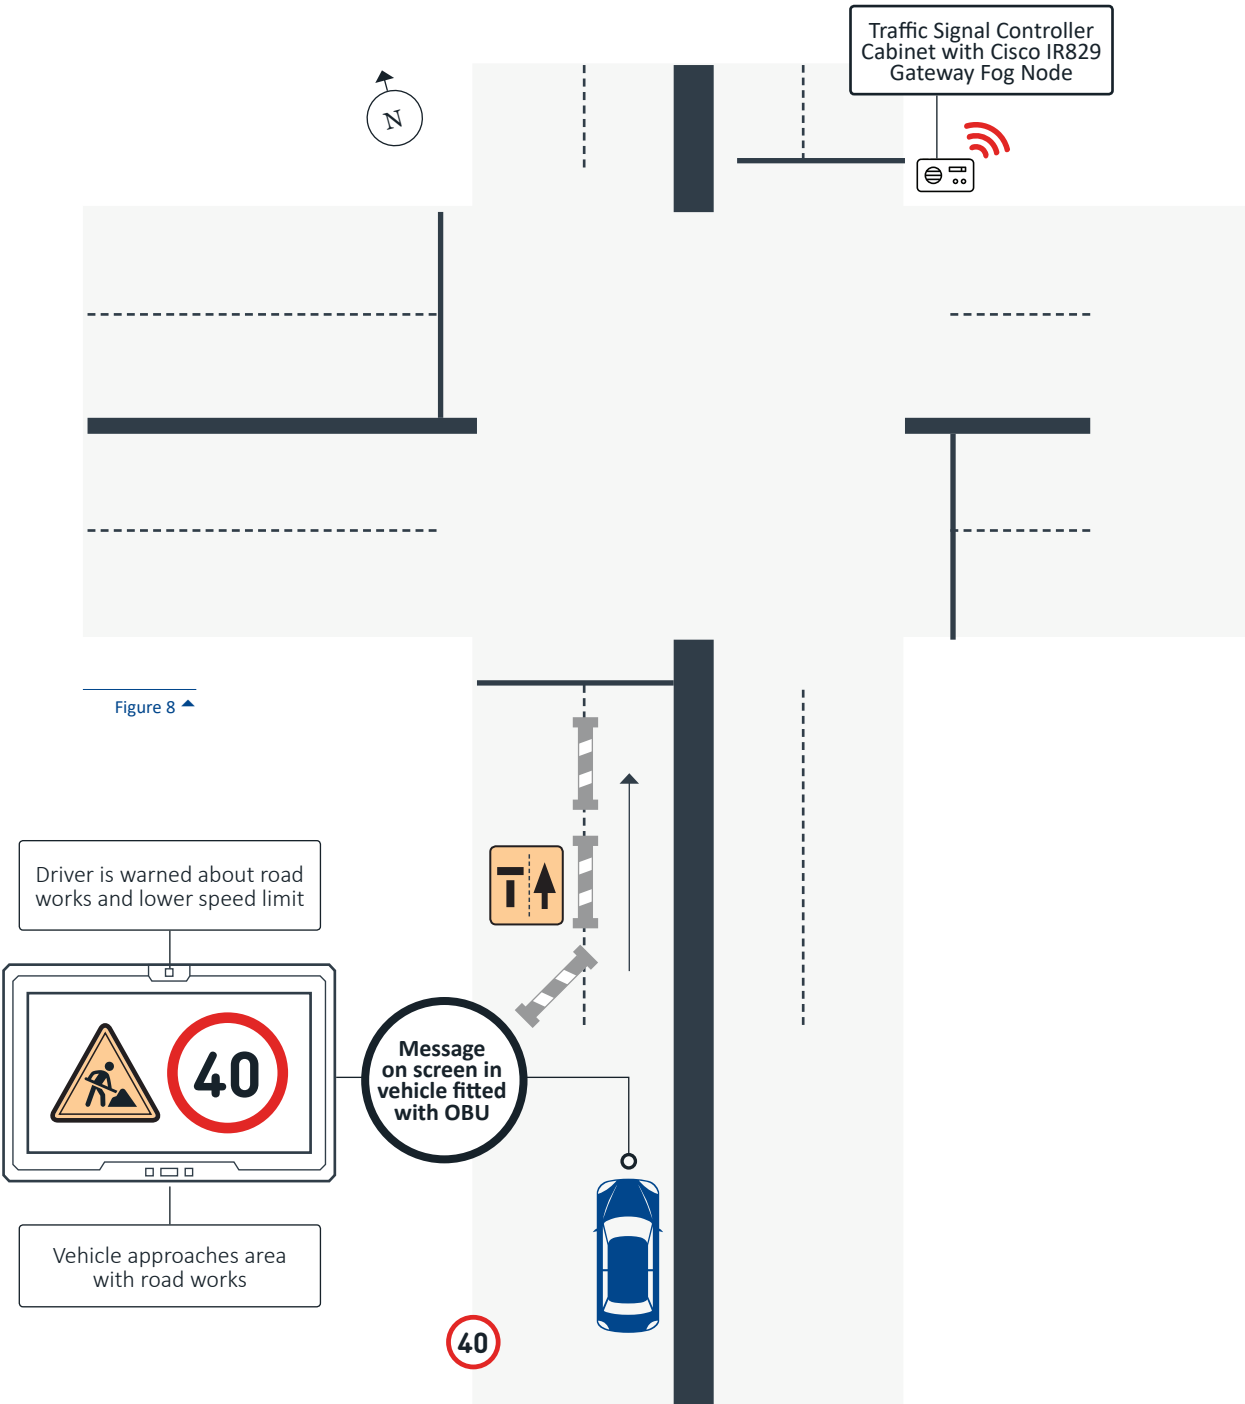 Traffic Signal Controller
Cabinet with Cisco IR829
Gateway Fog Node
N
Figure 8
Driver is warned about road
works and lower speed limit
40
Message
on screen in
vehicle fitted
with OBU
Vehicle approaches area
with road works
40